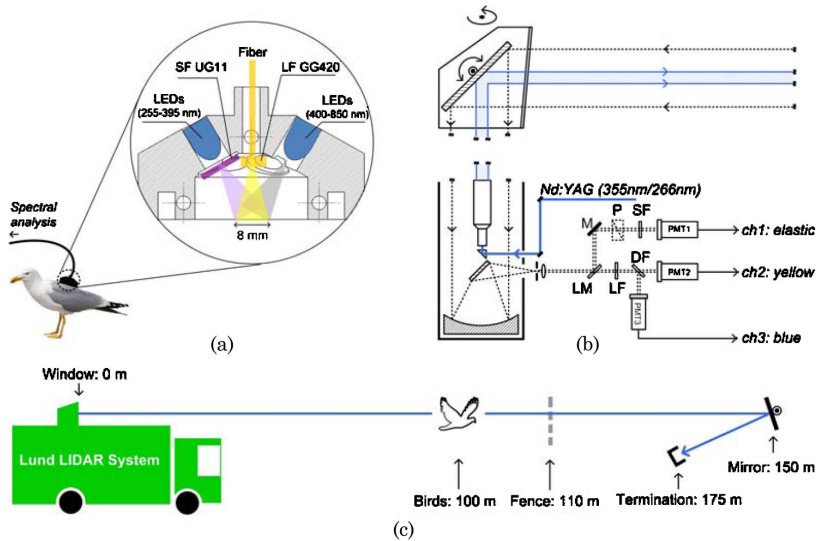 (a)
Fiber
SF UG11
LF GG420
LEDs
(255-395 nm)
LEDs
(400-850 nm)
8 mm
Spectral
analysis
Nd:YAG (355nm/266nm)
M
P
SF
PMT1
ch1: elastic
DF
PMT2
ch2: yellow
LM
LF
PMT3
ch3: blue
(a)
(b)
Window: 0 m
Lund LIDAR System
Mirror: 150 m
Birds: 100 m
Fence: 110 m
Termination: 175 m
(c)